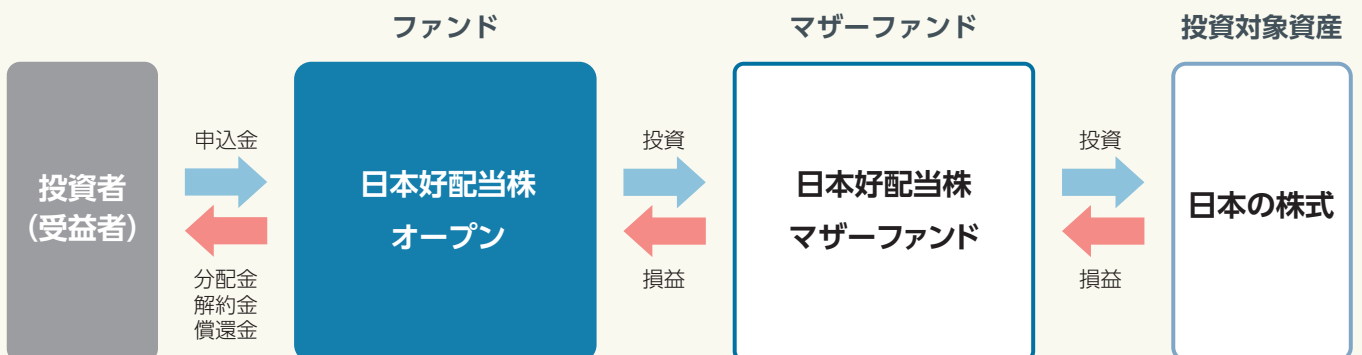 ファンド
マザーファンド
投資対象資産
投資者
(受益者)
申込金
分配金
解約金
償還金
日本好配当株
オープン
投資
損益
日本好配当株
マザーファンド
投資
損益
日本の株式